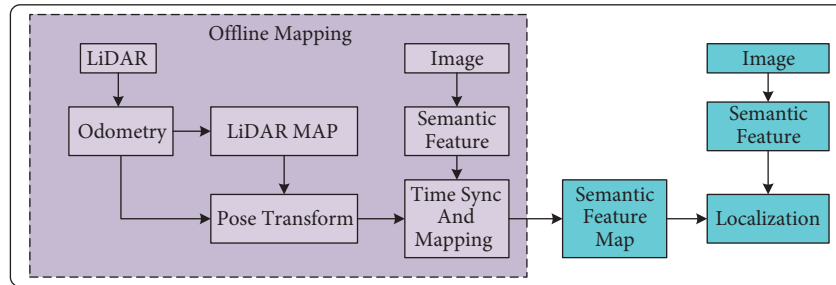 Offline Mapping
LiDAR
Image
Image
Odometry
LiDAR MAP
Semantic
Feature
Semantic
Feature
Pose Transform
Time Sync
And
Mapping
Semantic
Feature
Map
Localization